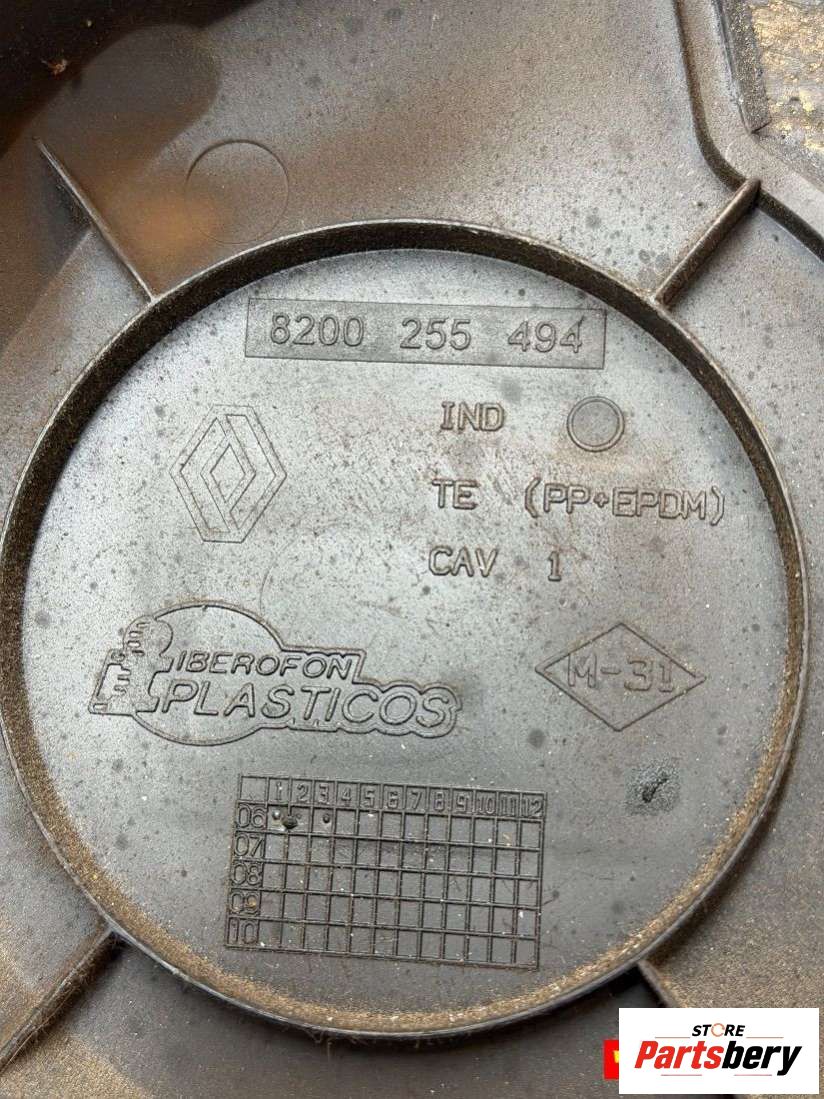 8200 255 494
IND
TE (PP+EPDM)
CAV 1
IBEROFON
PLASTICOS
M-31
1 2 3 4 5 6 7 8 9 10 11 12
06
07
08
09
10
STORE
Partsbery